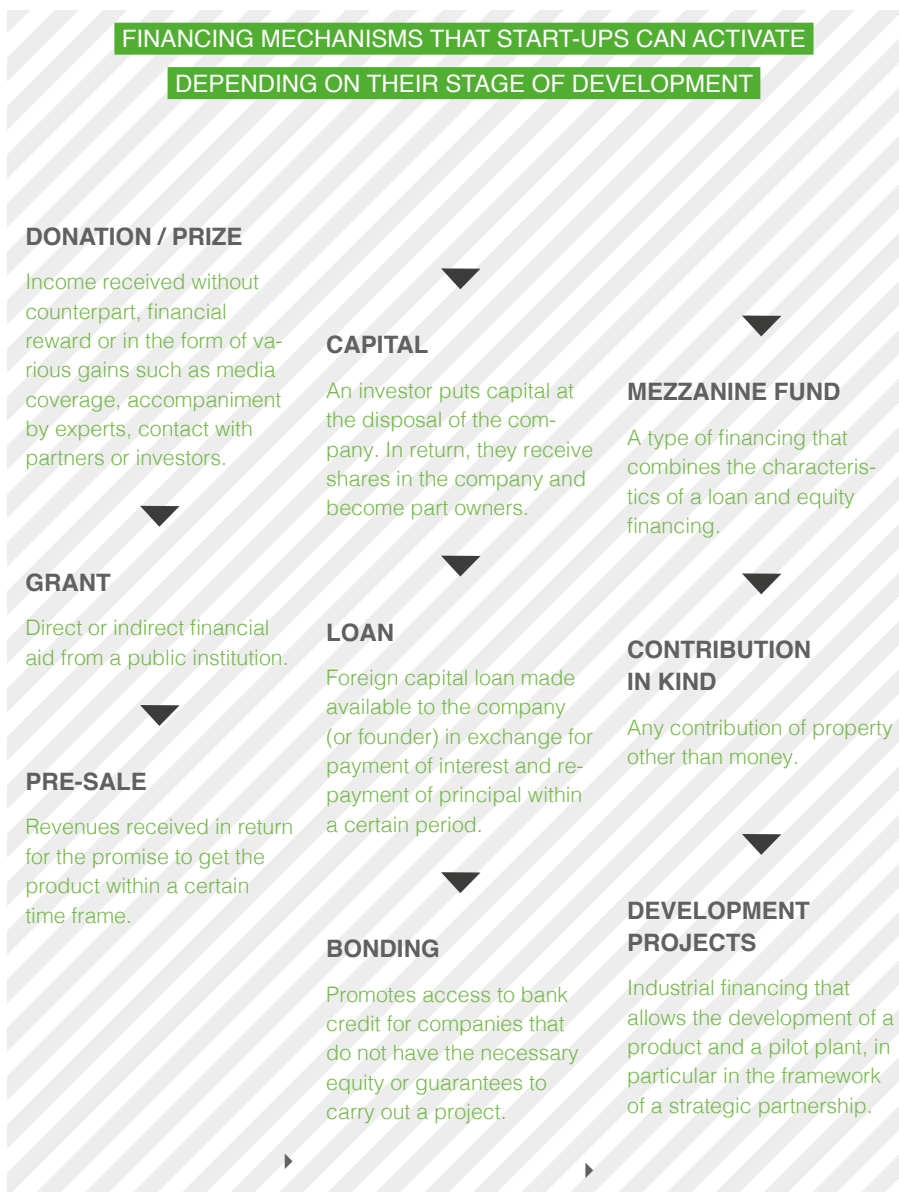 FINANCING MECHANISMS THAT START-UPS CAN ACTIVATE
DEPENDING ON THEIR STAGE OF DEVELOPMENT
DONATION / PRIZE
Income received without
counterpart, financial
reward or in the form of va-
rious gains such as media
coverage, accompaniment
by experts, contact with
partners or investors.
GRANT
Direct or indirect financial
aid from a public institution.
PRE-SALE
Revenues received in return
for the promise to get the
product within a certain
time frame.
CAPITAL
An investor puts capital at
the disposal of the com-
pany. In return, they receive
shares in the company and
become part owners.
LOAN
Foreign capital loan made
available to the company
(or founder) in exchange for
payment of interest and re-
payment of principal within
a certain period.
BONDING
Promotes access to bank
credit for companies that
do not have the necessary
equity or guarantees to
carry out a project.
MEZZANINE FUND
A type of financing that
combines the characteris-
tics of a loan and equity
financing.
CONTRIBUTION
IN KIND
Any contribution of property
other than money.
DEVELOPMENT
PROJECTS
Industrial financing that
allows the development of a
product and a pilot plant, in
particular in the framework
of a strategic partnership.